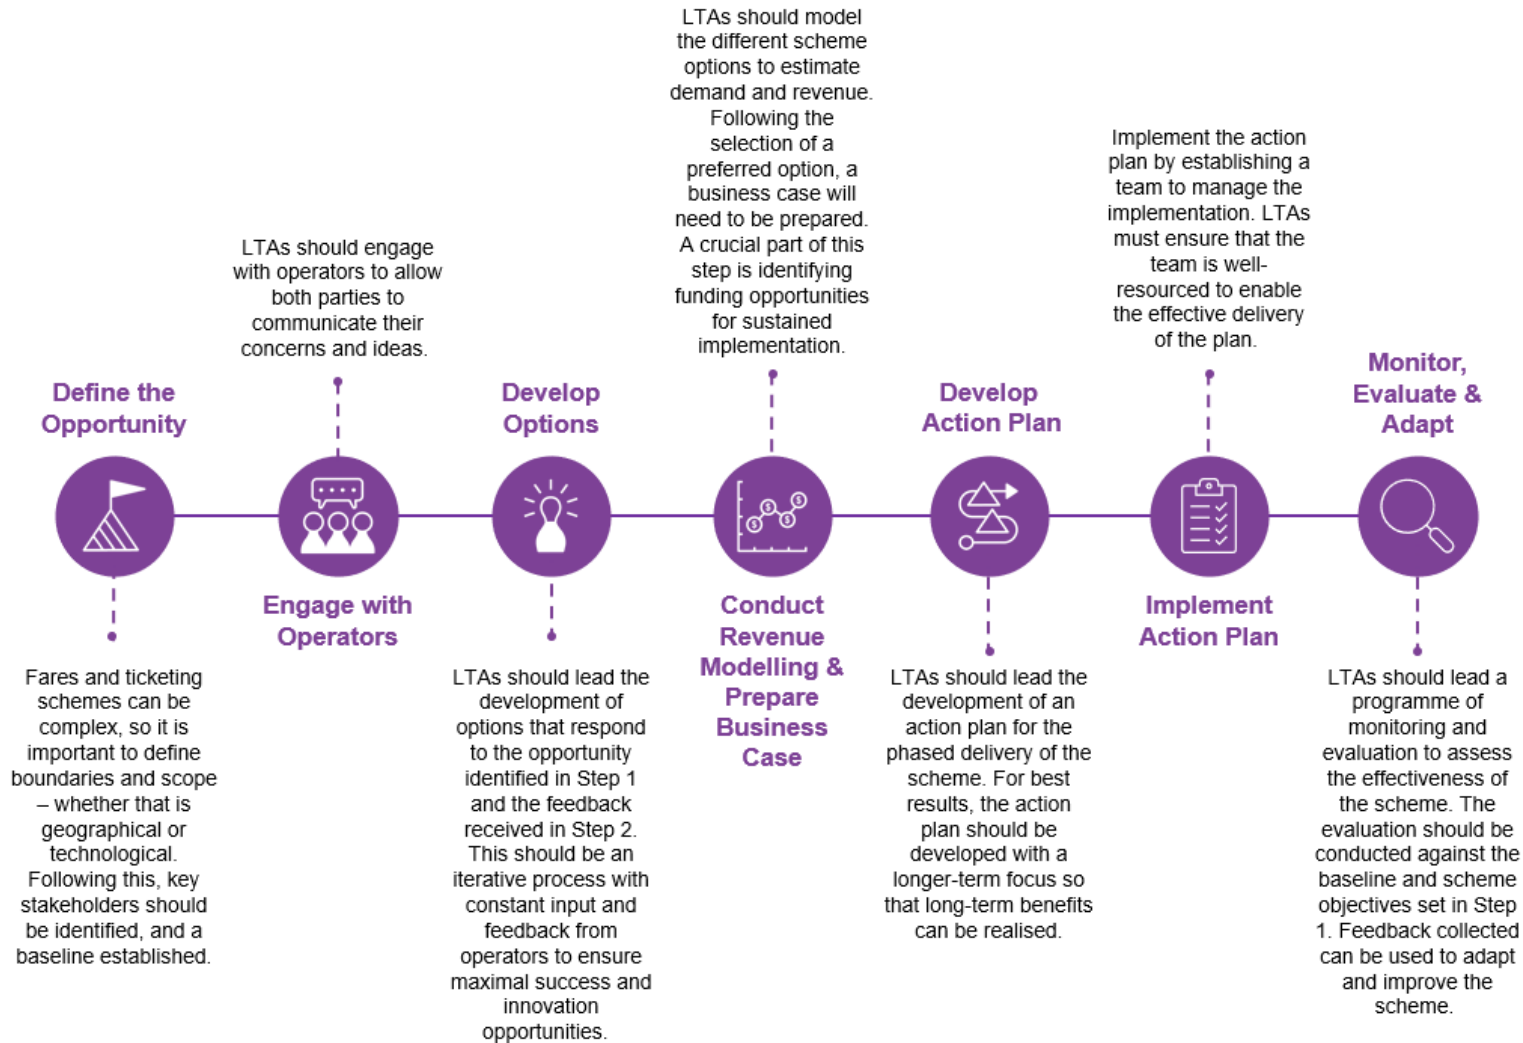 Define the
Opportunity
Fares and ticketing
schemes can be
complex, so it is
important to define
boundaries and scope
– whether that is
geographical or
technological.
Following this, key
stakeholders should
be identified, and a
baseline established.
LTAs should engage
with operators to allow
both parties to
communicate their
concerns and ideas.
Engage with
Operators
Develop
Options
LTAs should lead the
development of
options that respond
to the opportunity
identified in Step 1
and the feedback
received in Step 2.
This should be an
iterative process with
constant input and
feedback from
operators to ensure
maximal success and
innovation
opportunities.
LTAs should model
the different scheme
options to estimate
demand and revenue.
Following the
selection of a
preferred option, a
business case will
need to be prepared.
A crucial part of this
step is identifying
funding opportunities
for sustained
implementation.
$ $ $ $
Conduct
Revenue
Modelling &
Prepare
Business
Case
Develop
Action Plan
LTAs should lead the
development of an
action plan for the
phased delivery of the
scheme. For best
results, the action
plan should be
developed with a
longer-term focus so
that long-term benefits
can be realised.
Implement the action
plan by establishing a
team to manage the
implementation. LTAs
must ensure that the
team is well-
resourced to enable
the effective delivery
of the plan.
Implement
Action Plan
Monitor,
Evaluate &
Adapt
LTAs should lead a
programme of
monitoring and
evaluation to assess
the effectiveness of
the scheme. The
evaluation should be
conducted against the
baseline and scheme
objectives set in Step
1. Feedback collected
can be used to adapt
and improve the
scheme.